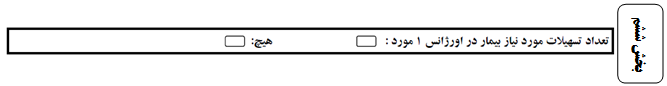 بخش ششم
تعداد تسهیلات مورد نیاز بیمار در اورژانس ۱ مورد : هیچ: